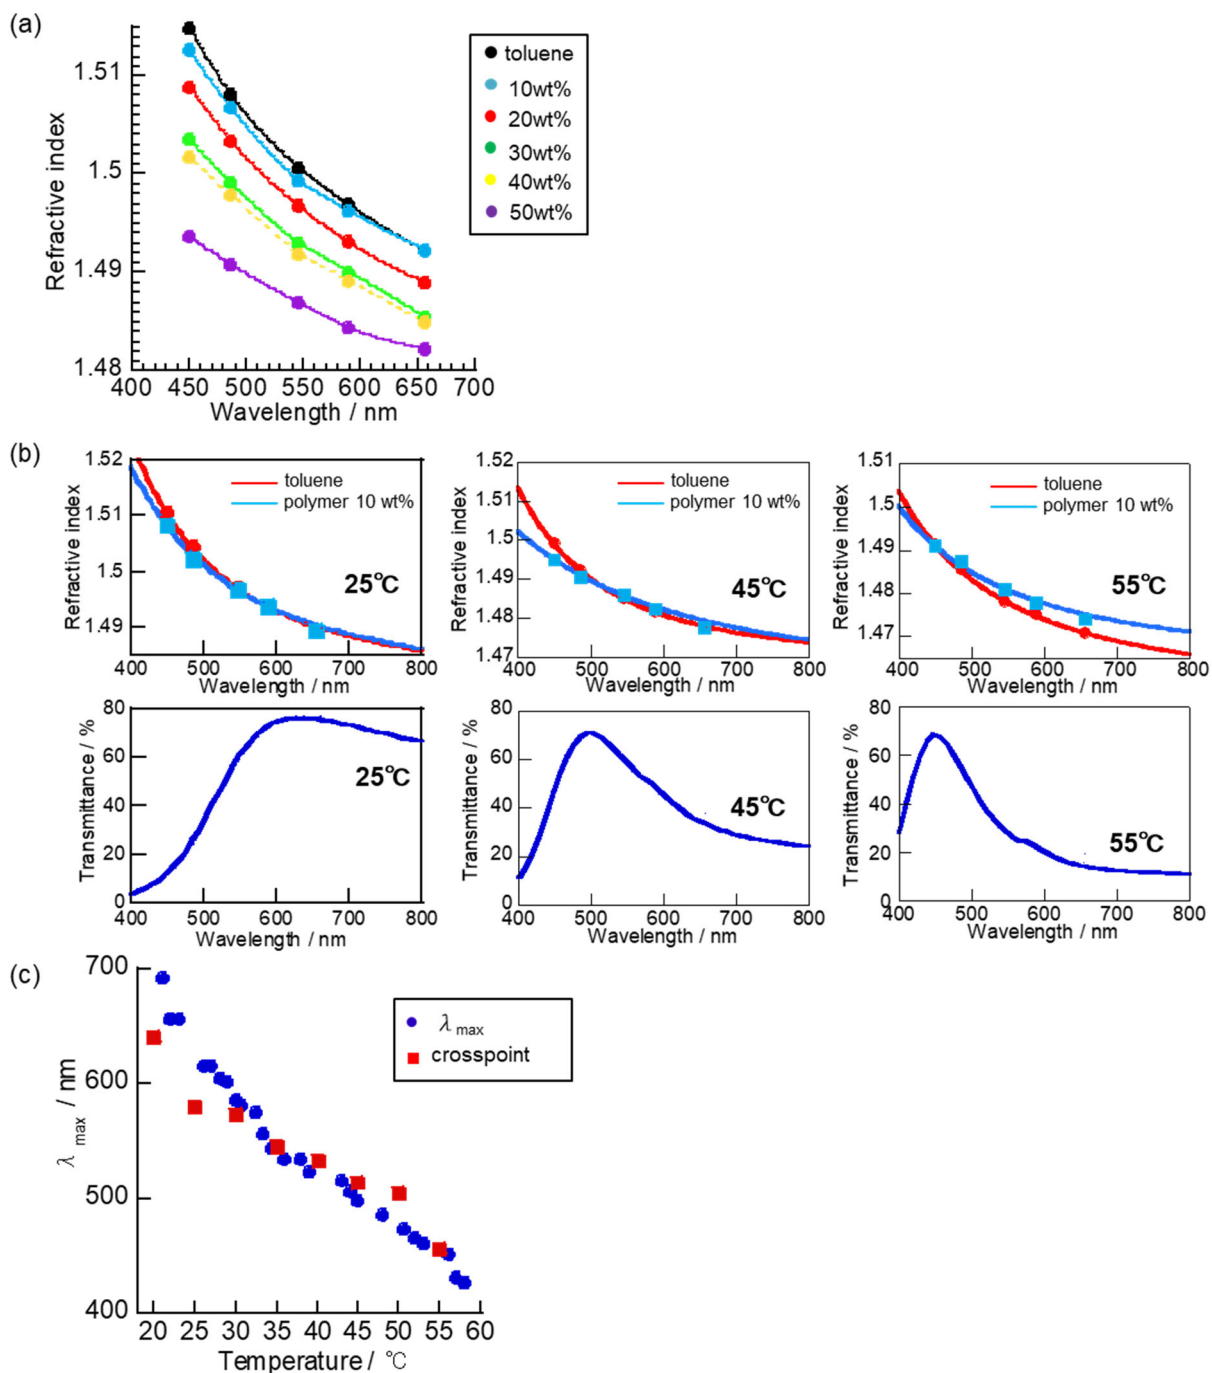 (a)
Refractive index
1.51
1.5
1.49
1.48
400 450 500 550 600 650 700
Wavelength / nm
toluene
10wt%
20wt%
30wt%
40wt%
50wt%
(b)
Refractive index
1.52
1.51
1.5
1.49
toluene
polymer 10 wt%
25°C
400 500 600 700 800
Wavelength / nm
Refractive index
1.52
1.51
1.5
1.49
1.48
1.47
toluene
polymer 10 wt%
45°C
400 500 600 700 800
Wavelength / nm
Refractive index
1.51
1.5
1.49
1.48
1.47
toluene
polymer 10 wt%
55°C
400 500 600 700 800
Wavelength / nm
Transmittance / %
80
60
40
20
0
25°C
400 500 600 700 800
Wavelength / nm
Transmittance / %
80
60
40
20
0
45°C
400 500 600 700 800
Wavelength / nm
Transmittance / %
80
60
40
20
0
55°C
400 500 600 700 800
Wavelength / nm
(c)
λ max / nm
700
600
500
400
λ max
crosspoint
20 25 30 35 40 45 50 55 60
Temperature / °C